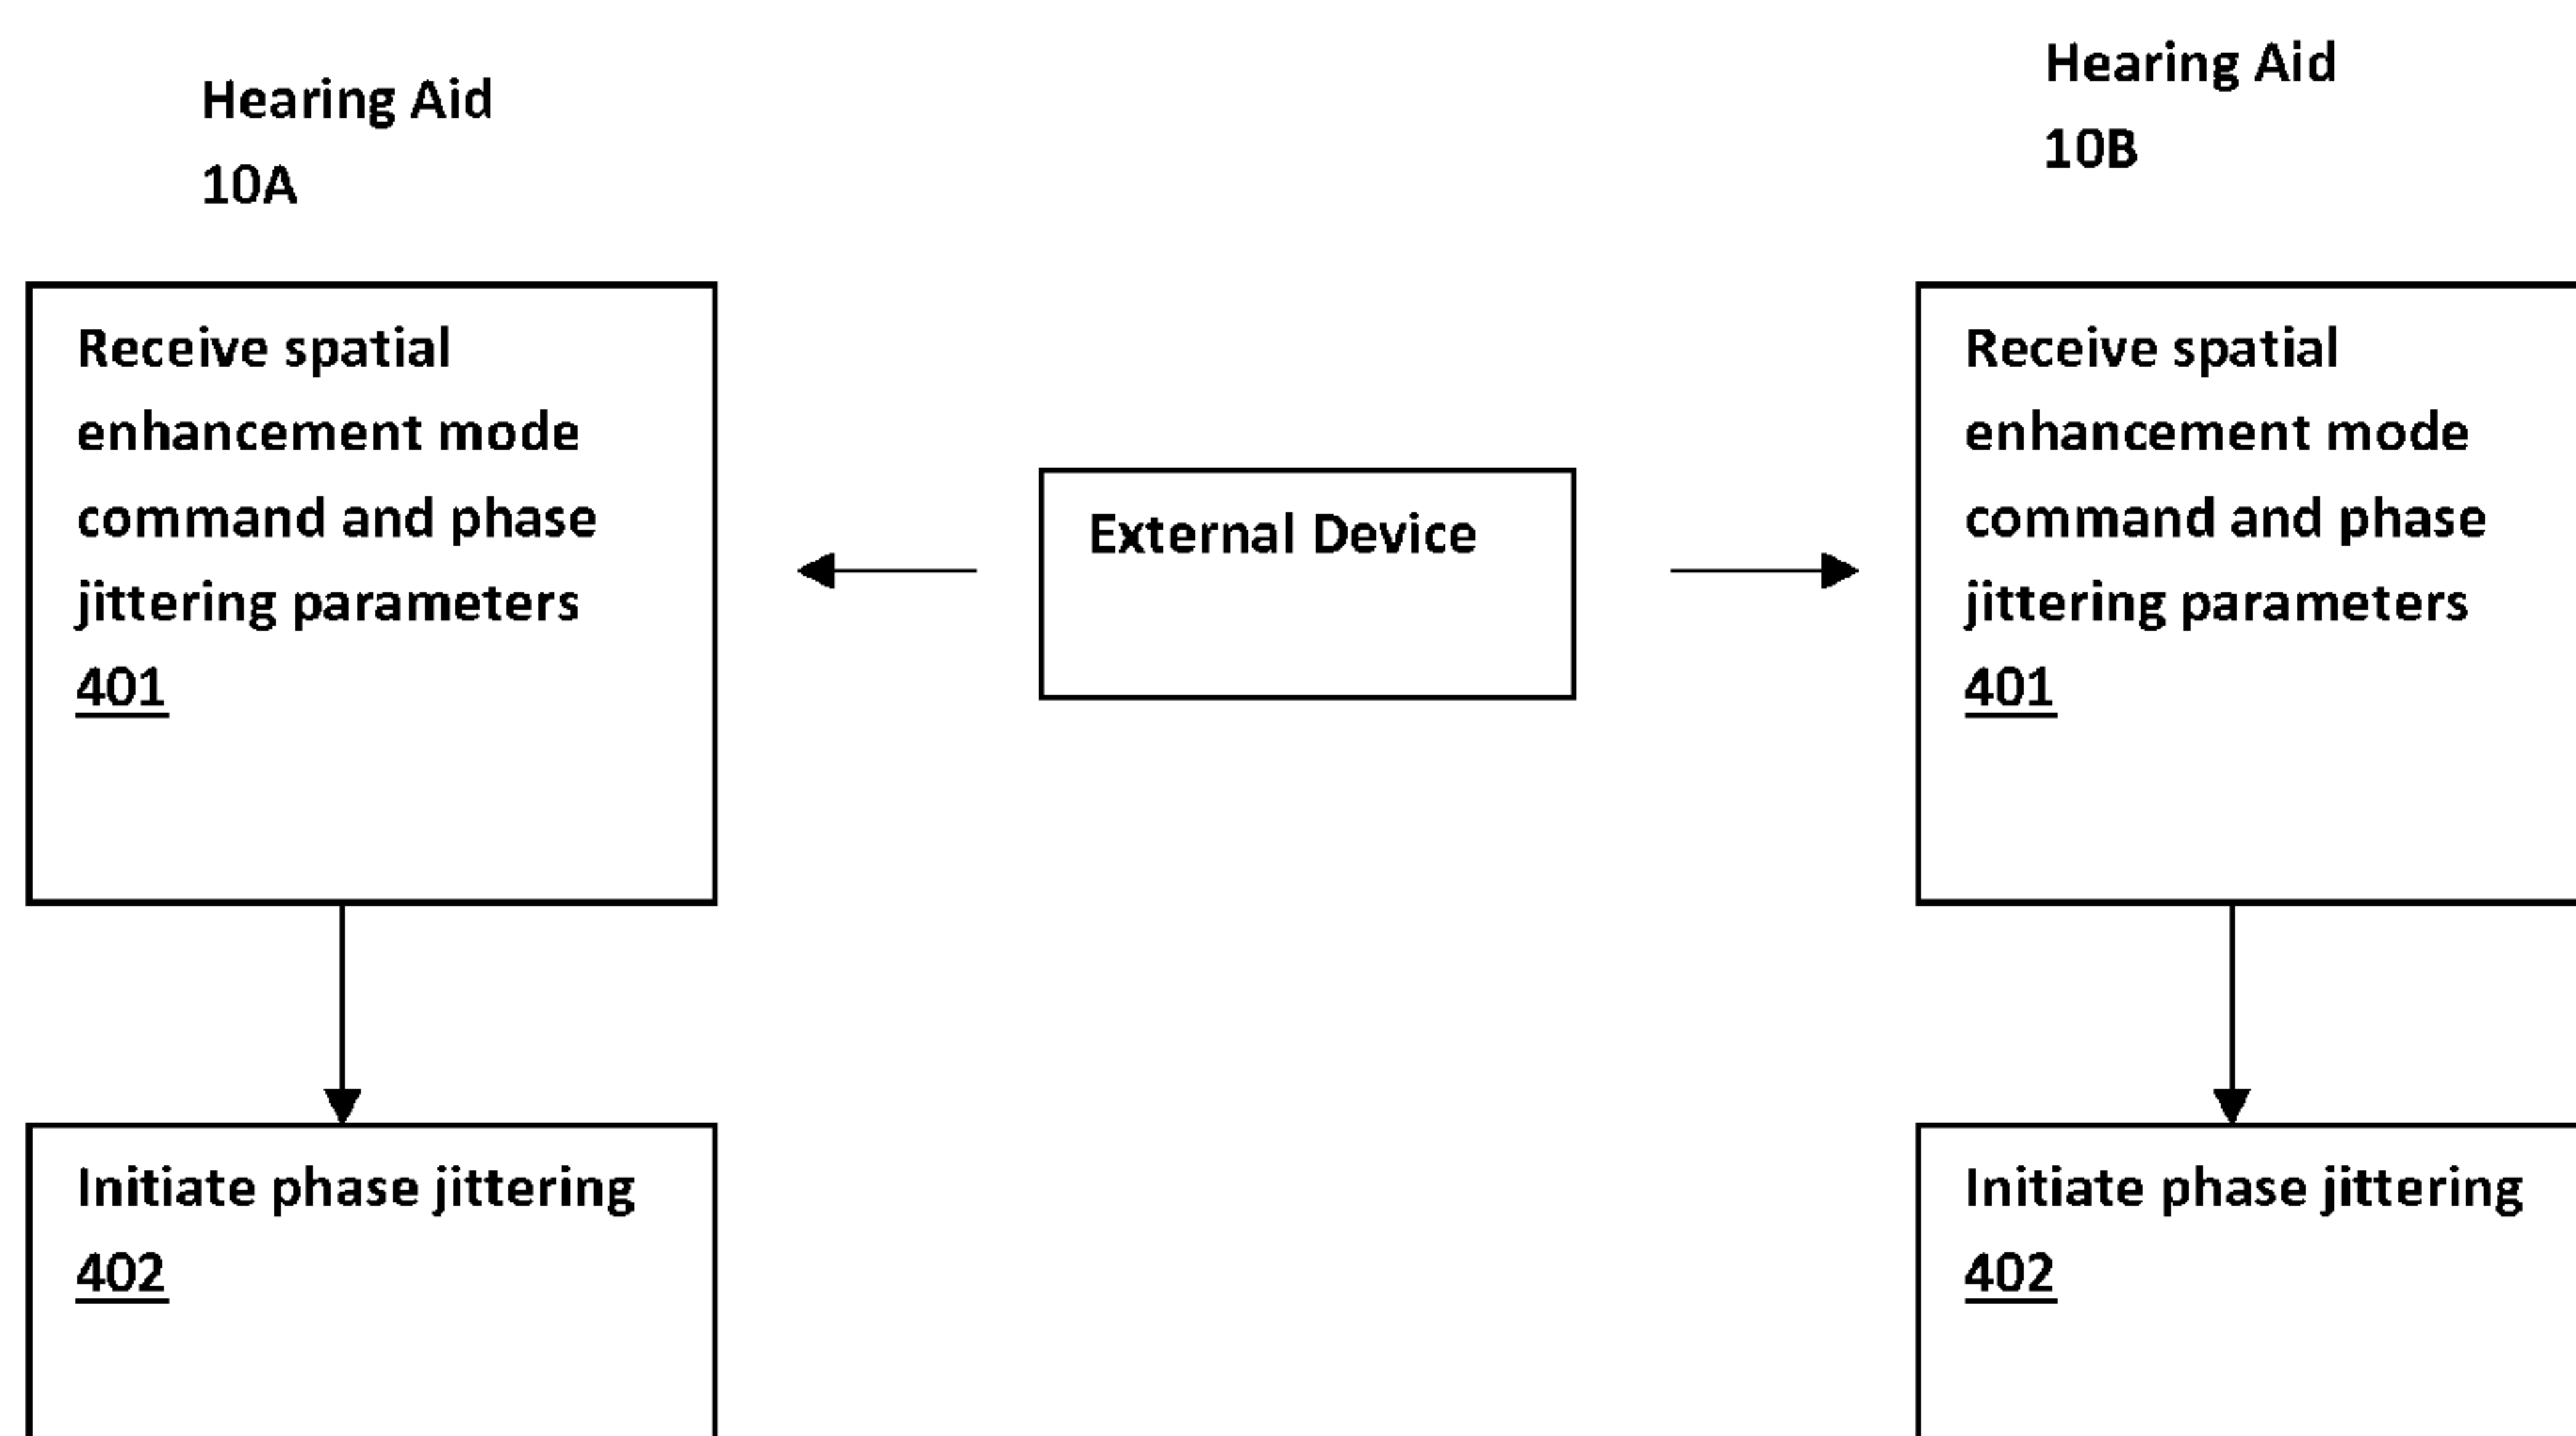 Hearing Aid
10A
Receive spatial
enhancement mode
command and phase
jittering parameters
401
Initiate phase jittering
402
External Device
Hearing Aid
10B
Receive spatial
enhancement mode
command and phase
jittering parameters
401
Initiate phase jittering
402